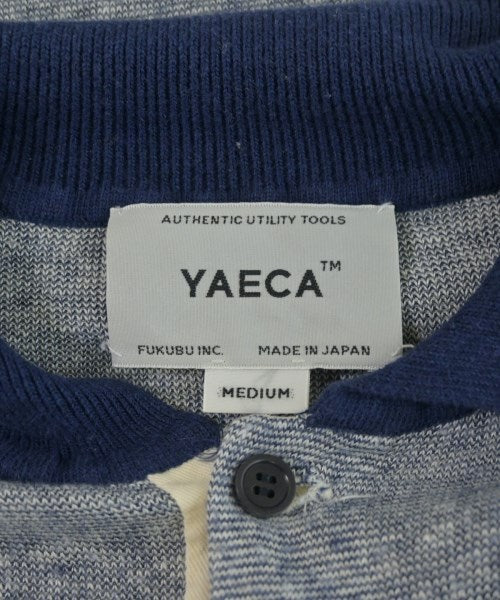 AUTHENTIC UTILITY TOOLS
YAECA™
FUKUBU INC. MADE IN JAPAN
MEDIUM